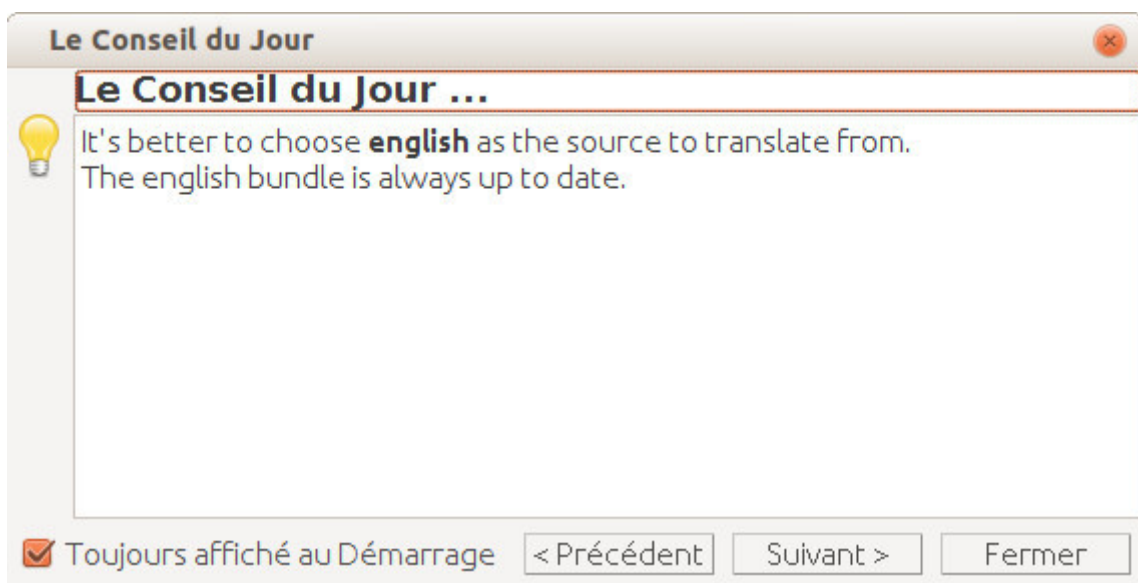 Le Conseil du Jour
Le Conseil du Jour ...
It's better to choose english as the source to translate from.
The english bundle is always up to date.
Toujours affiché au Démarrage
< Précédent
Suivant >
Fermer